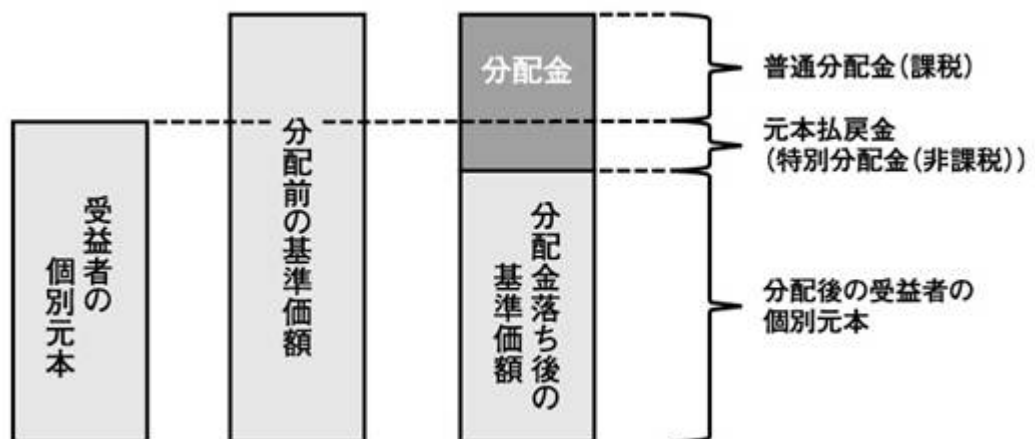 受益者の
個別元本
分配前の基準価額
分配金
分配金落ち後の
基準価額
普通分配金(課税)
元本払戻金
(特別分配金(非課税))
分配後の受益者の
個別元本